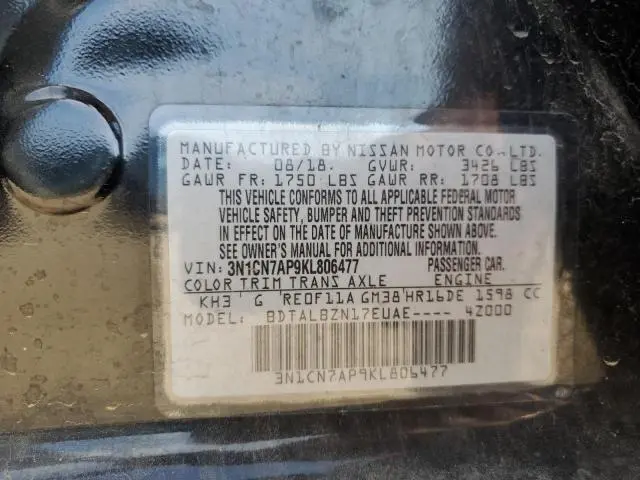 MANUFACTURED BY NISSAN MOTOR CO.,LTD.
DATE: 08/18. GVWR: 3426 LBS
GAWR FR: 1750 LBS GAWR RR: 1708 LBS
THIS VEHICLE CONFORMS TO ALL APPLICABLE FEDERAL MOTOR
VEHICLE SAFETY, BUMPER AND THEFT PREVENTION STANDARDS
IN EFFECT ON THE DATE OF MANUFACTURE SHOWN ABOVE.
SEE OWNER'S MANUAL FOR ADDITIONAL INFORMATION.
VIN: 3N1CN7AP9KL806477 PASSENGER CAR.
COLOR TRIM TRANS AXLE ENGINE
KH3 G RE0F11A GM38 HR16DE 1598 CC
MODEL: BDTALBZN17EUAE---- 42000
3N1CN7AP9KL806477